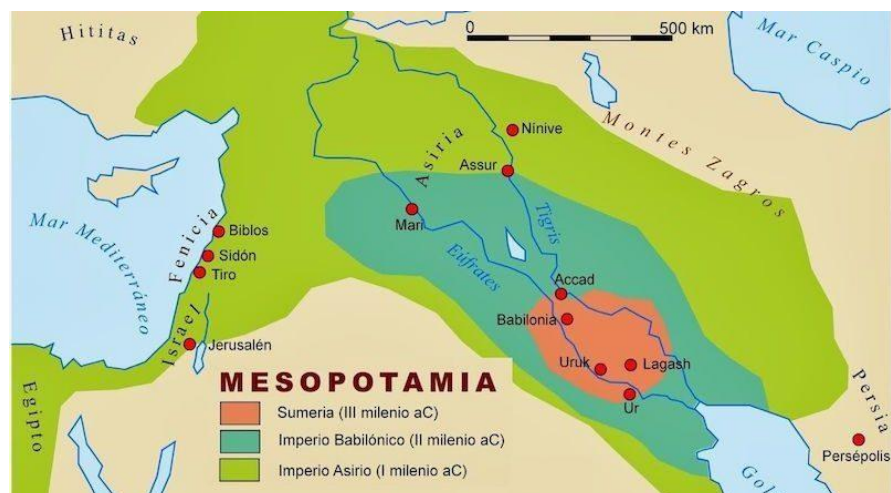 Hititas
0
500 km
Mar Caspio
Montes Zagros
Nínive
Asiria
Assur
Mari
Tigris
Eúfrates
Fenicia
Biblos
Sidón
Tiro
Mar Mediterráneo
Israel
Jerusalén
Accad
Babilonia
Uruk
Lagash
Ur
Egipto
Persia
Persépolis
Gol
MESOPOTAMIA
Sumeria (III milenio aC)
Imperio Babilónico (II milenio aC)
Imperio Asirio (I milenio aC)